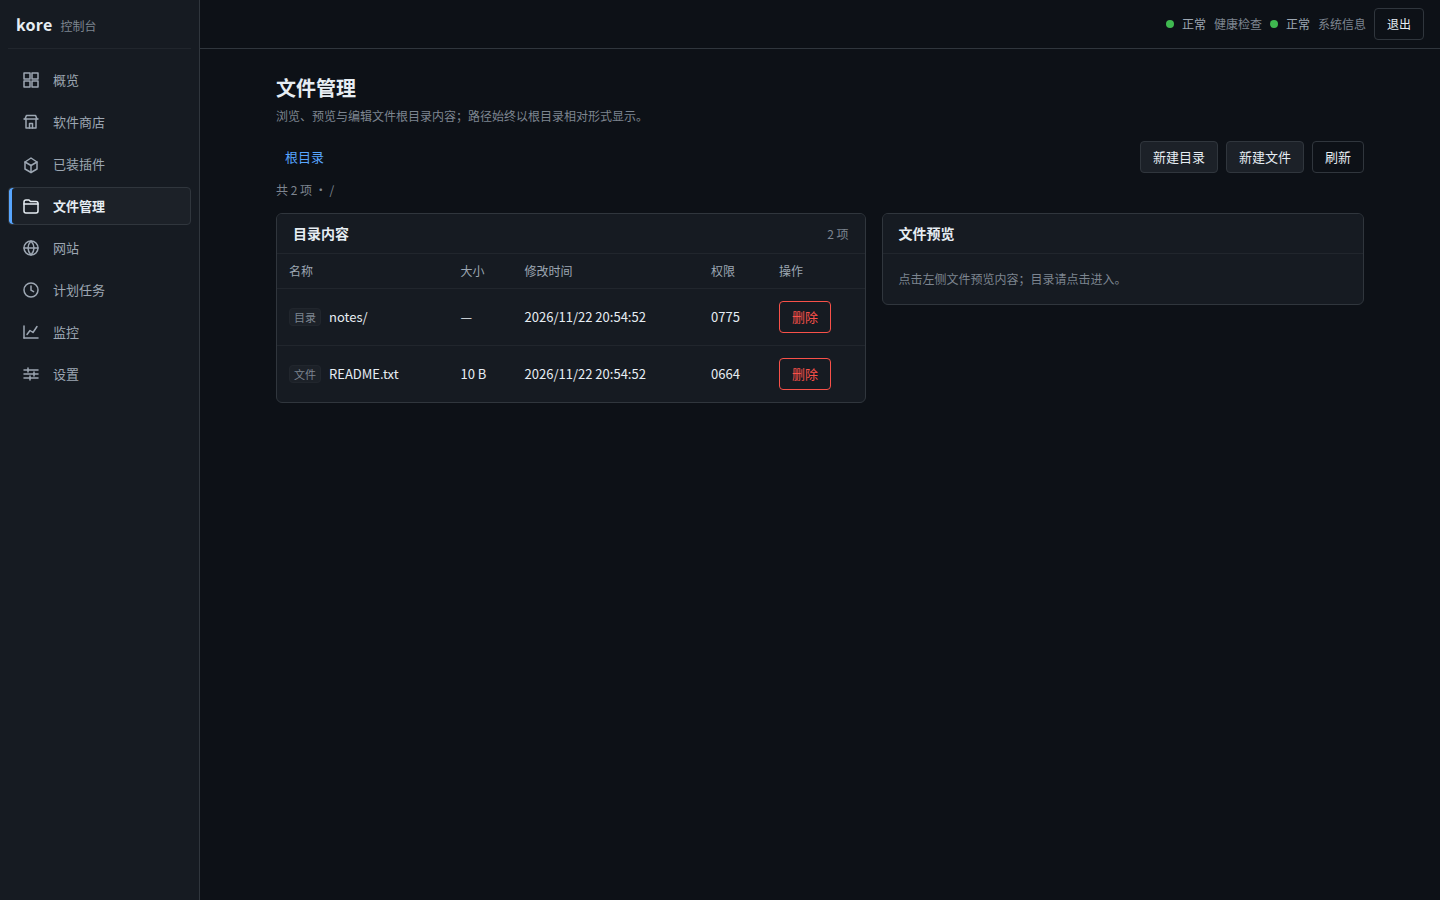 kore 控制台
正常 健康检查 正常 系统信息 退出
概览
软件商店
已装插件
文件管理
网站
计划任务
监控
设置
文件管理
浏览、预览与编辑文件根目录内容；路径始终以根目录相对形式显示。
根目录
新建目录 新建文件 刷新
共 2 项 · /
目录内容 2 项
名称 大小 修改时间 权限 操作
目录 notes/ — 2026/11/22 20:54:52 0775 删除
文件 README.txt 10 B 2026/11/22 20:54:52 0664 删除
文件预览
点击左侧文件预览内容；目录请点击进入。